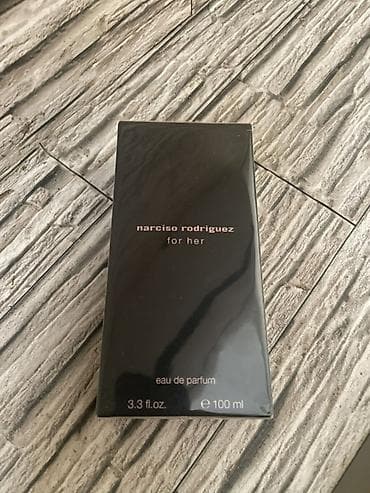 narciso rodriguez
for her
eau de parfum
3.3 fl.oz. ℮ 100 ml